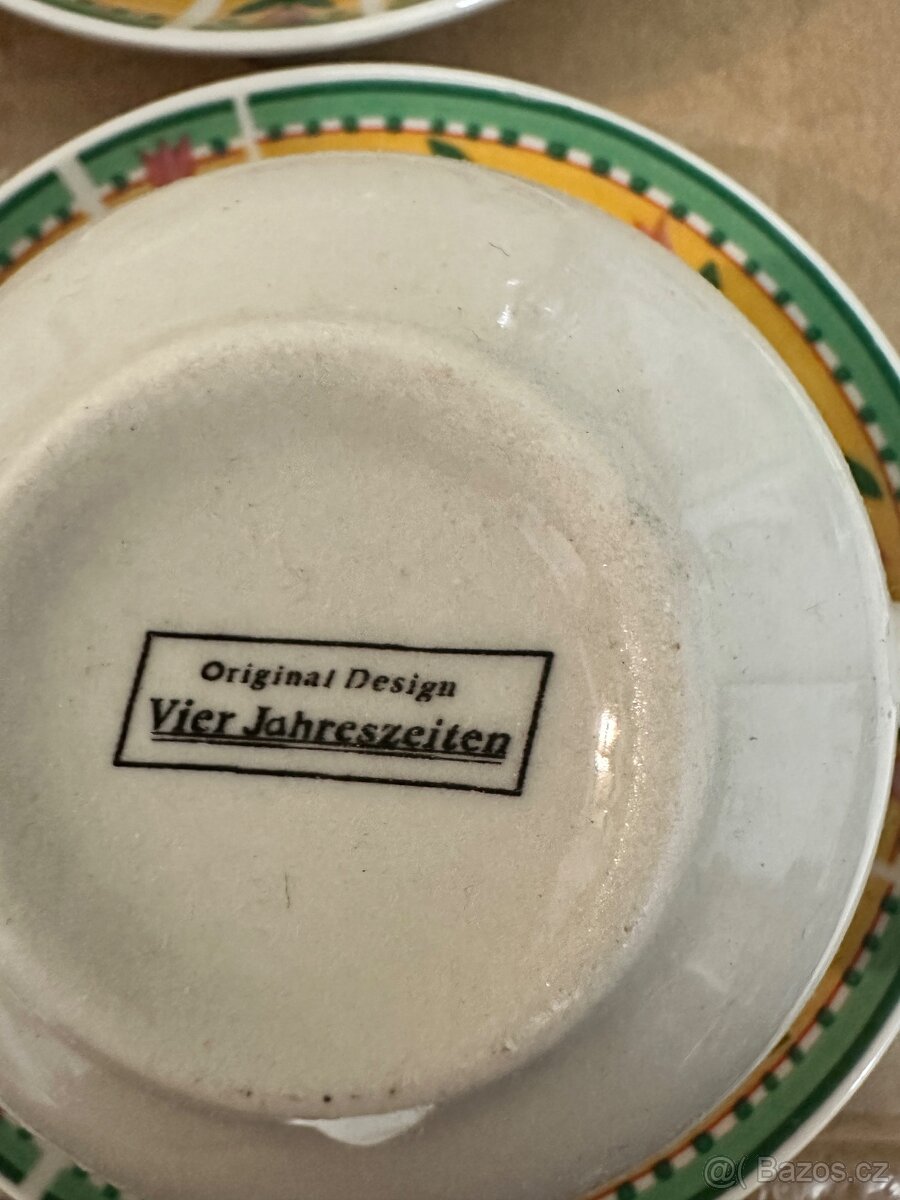 Original Design
Vier Jahreszeiten
@( Bazos.cz